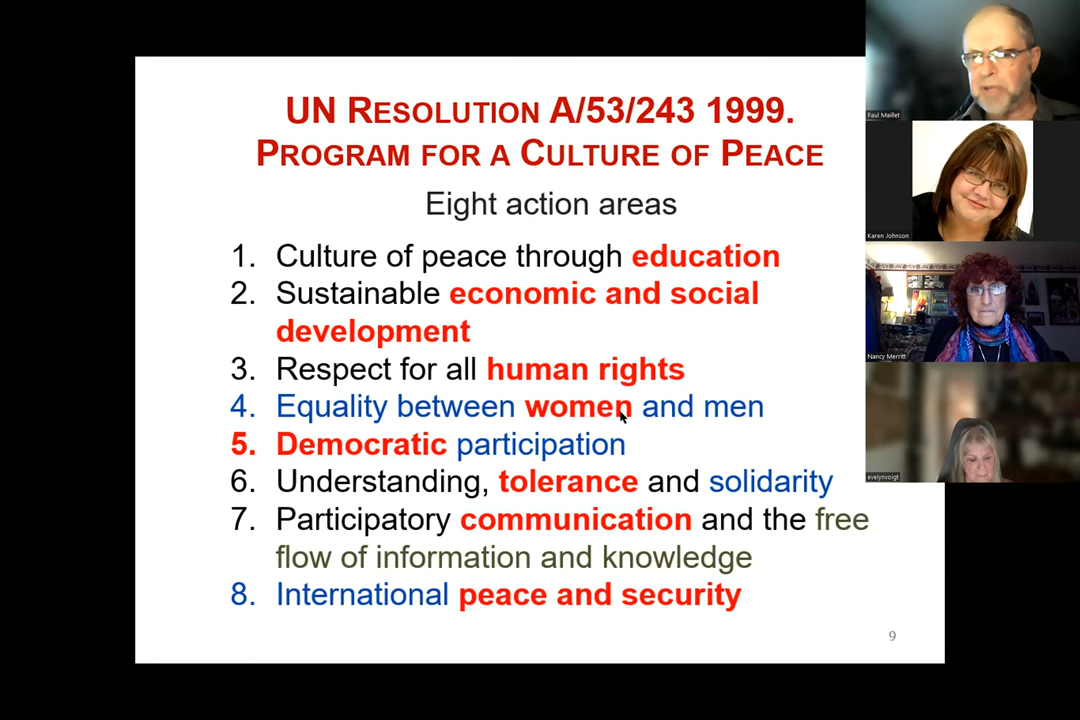 UN RESOLUTION A/53/243 1999.
PROGRAM FOR A CULTURE OF PEACE
Eight action areas
1. Culture of peace through education
2. Sustainable economic and social
development
3. Respect for all human rights
4. Equality between women and men
5. Democratic participation
6. Understanding, tolerance and solidarity
7. Participatory communication and the free
flow of information and knowledge
8. International peace and security
9
Paul Maillet
Karen Johnson
Nancy Merritt
evelynvoigt